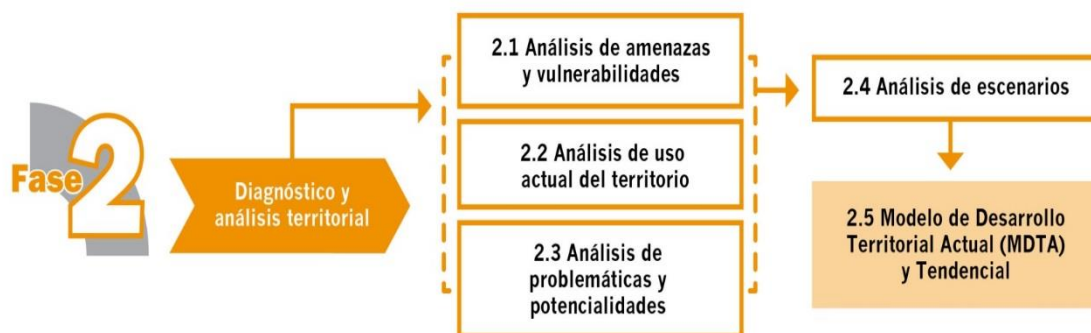 Fase 2
Diagnóstico y
análisis territorial
2.1 Análisis de amenazas
y vulnerabilidades
2.2 Análisis de uso
actual del territorio
2.3 Análisis de
problemáticas y
potencialidades
2.4 Análisis de escenarios
2.5 Modelo de Desarrollo
Territorial Actual (MDTA)
y Tendencial